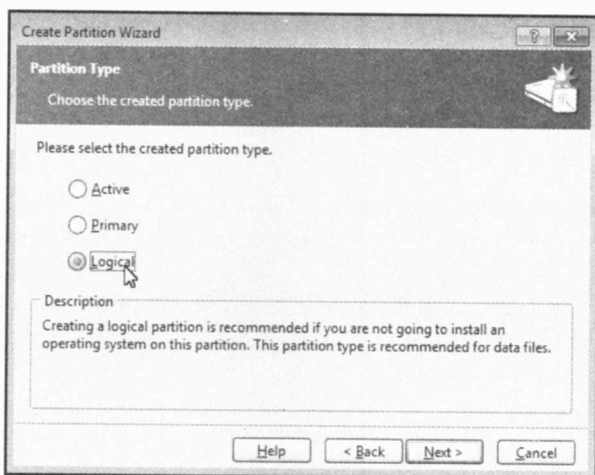 Create Partition Wizard
Partition Type
Choose the created partition type.
Please select the created partition type.
Active
Primary
Logical
Description
Creating a logical partition is recommended if you are not going to install an
operating system on this partition. This partition type is recommended for data files.
Help
< Back
Next >
Cancel